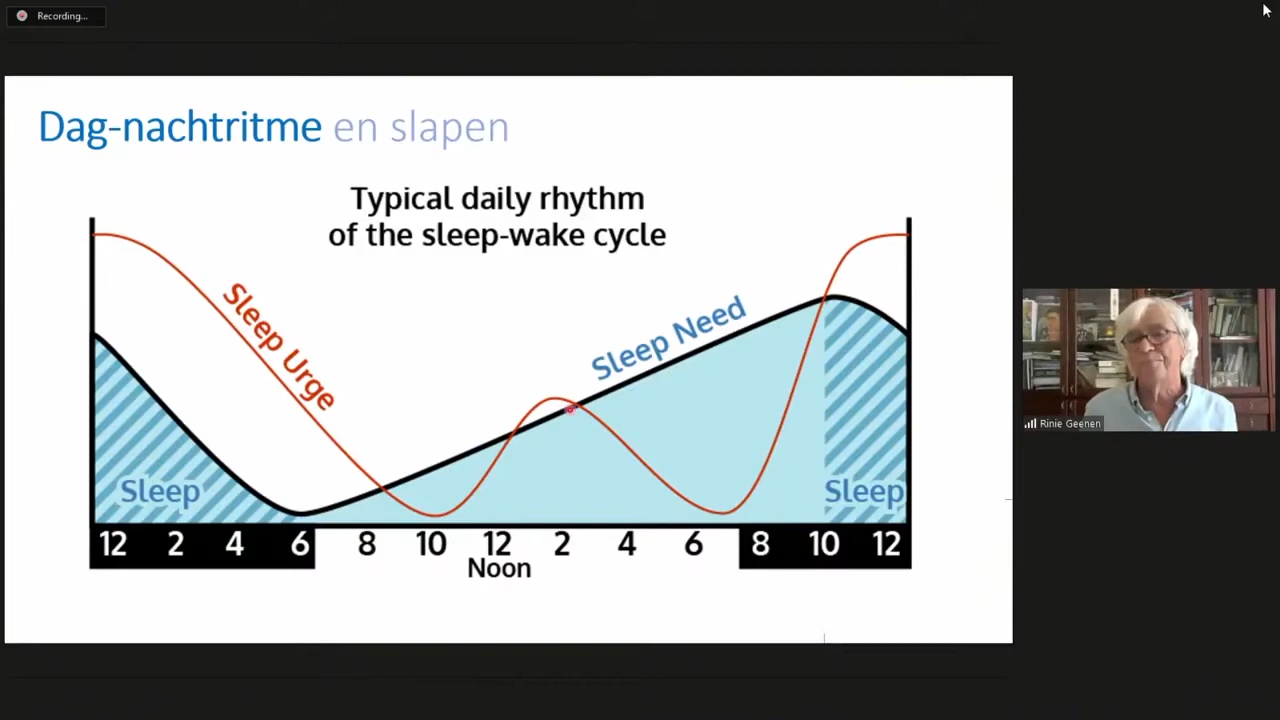 Recording...
Dag-nachtritme en slapen
Typical daily rhythm
of the sleep-wake cycle
Sleep Urge
Sleep Need
Sleep
Sleep
12 2 4 6 8 10 12 2 4 6 8 10 12
Noon
Rinie Geenen